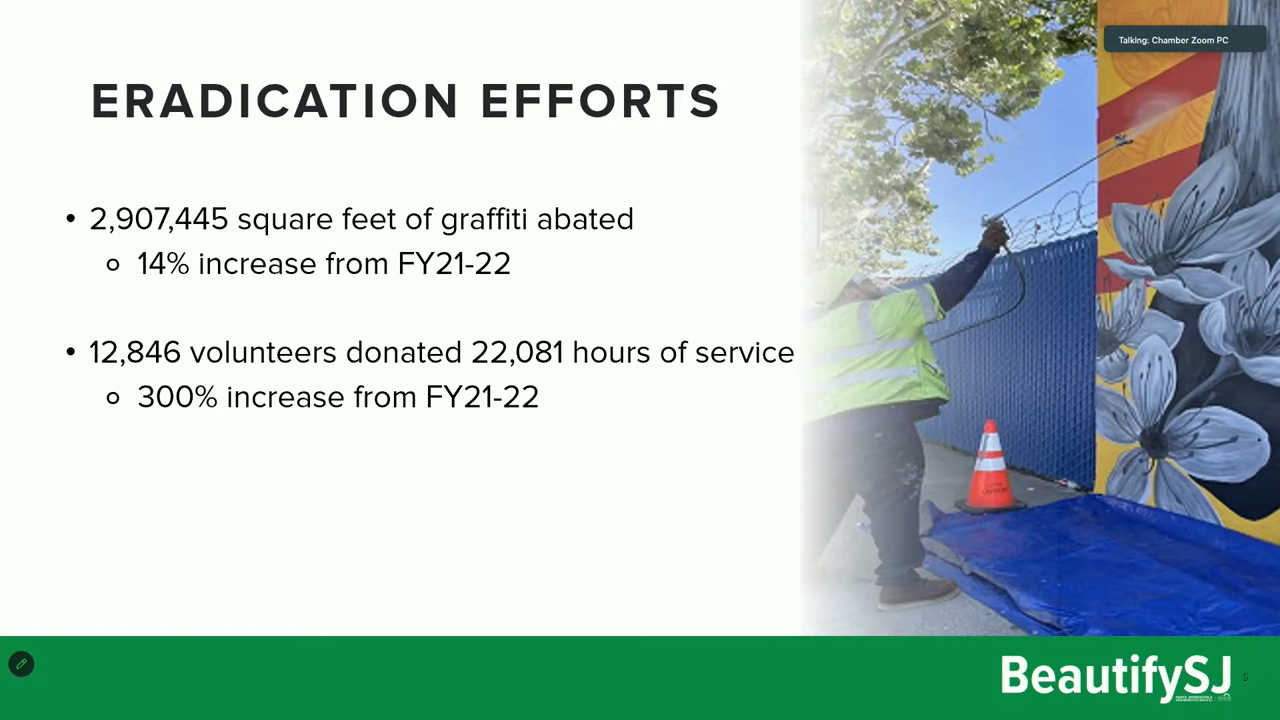 Talking: Chamber Zoom PC
ERADICATION EFFORTS
• 2,907,445 square feet of graffiti abated
○ 14% increase from FY21-22
• 12,846 volunteers donated 22,081 hours of service
○ 300% increase from FY21-22
BeautifySJ